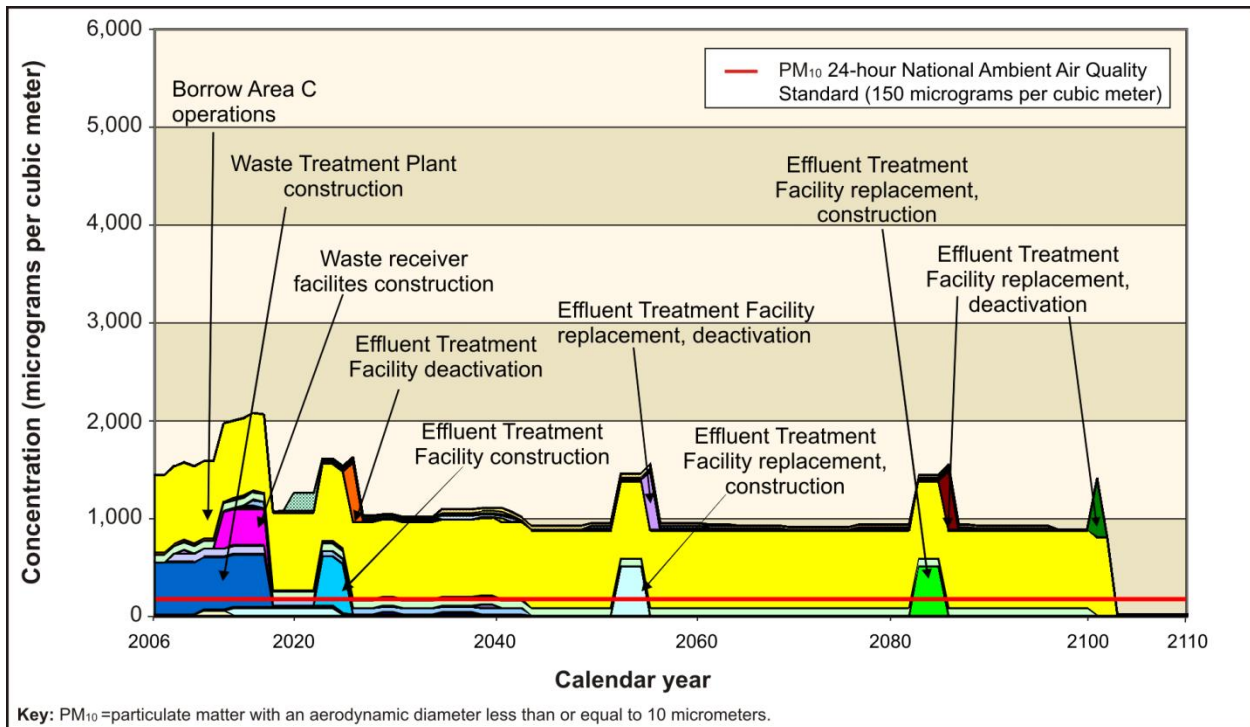 6,000
5,000
4,000
3,000
2,000
1,000
0
Concentration (micrograms per cubic meter)
PM₁₀ 24-hour National Ambient Air Quality
Standard (150 micrograms per cubic meter)
Borrow Area C
operations
Waste Treatment Plant
construction
Waste receiver
facilites construction
Effluent Treatment
Facility deactivation
Effluent Treatment
Facility construction
Effluent Treatment Facility
replacement, deactivation
Effluent Treatment
Facility replacement,
construction
Effluent Treatment
Facility replacement,
construction
Effluent Treatment
Facility replacement,
deactivation
2006
2020
2040
2060
2080
2100
2110
Calendar year
Key: PM₁₀ =particulate matter with an aerodynamic diameter less than or equal to 10 micrometers.